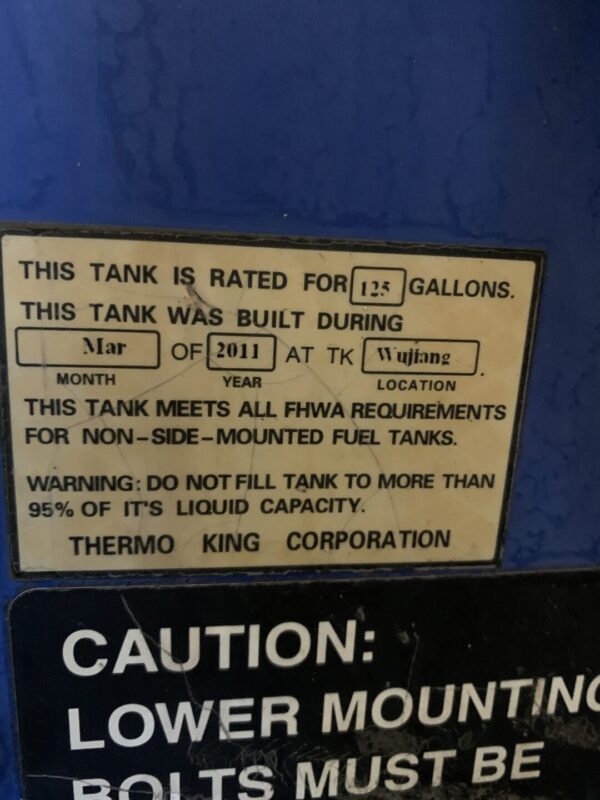 THIS TANK IS RATED FOR 125 GALLONS.
THIS TANK WAS BUILT DURING
Mar OF 2011 AT TK Wujiang .
MONTH YEAR LOCATION
THIS TANK MEETS ALL FHWA REQUIREMENTS
FOR NON-SIDE-MOUNTED FUEL TANKS.
WARNING: DO NOT FILL TANK TO MORE THAN
95% OF IT'S LIQUID CAPACITY.
THERMO KING CORPORATION
CAUTION:
LOWER MOUNTING
BOLTS MUST BE